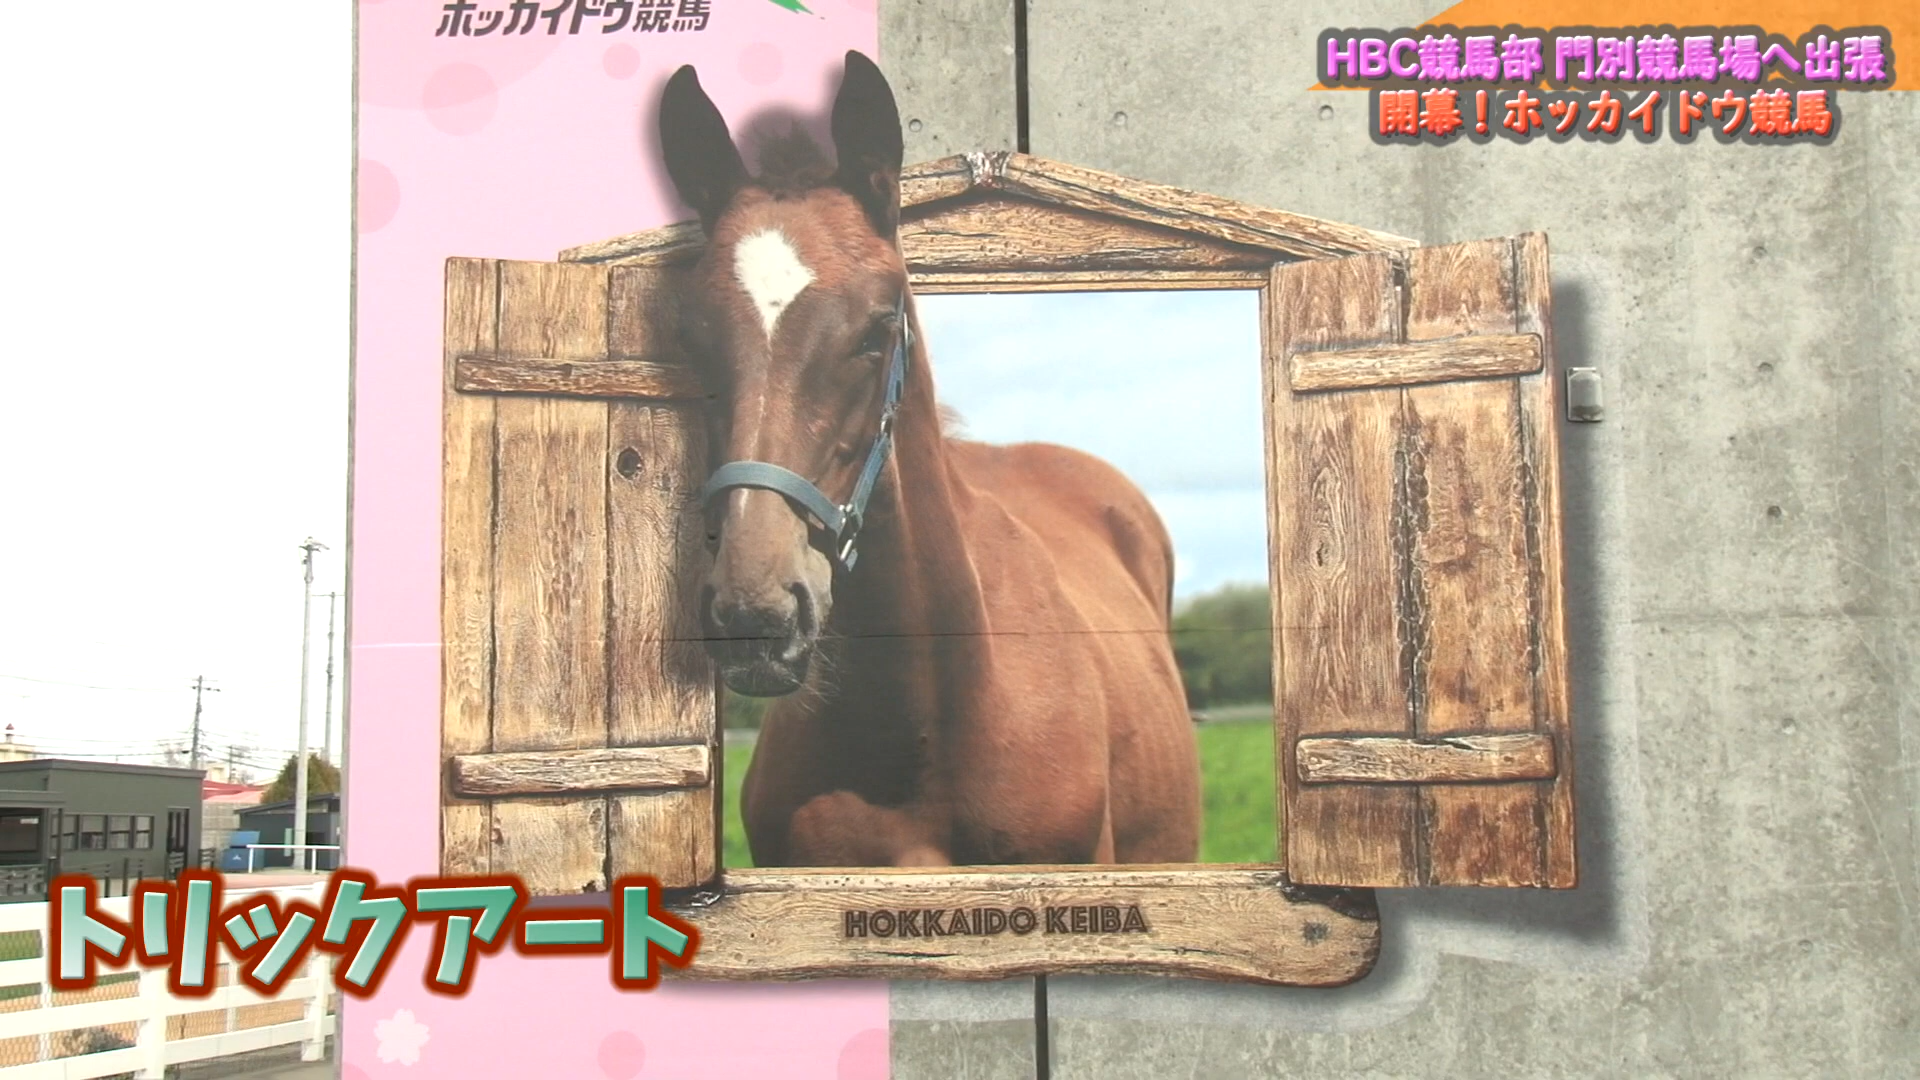 ホッカイドウ競馬
HBC競馬部 門別競馬場へ出張
開幕！ホッカイドウ競馬
HOKKAIDO KEIBA
トリックアート